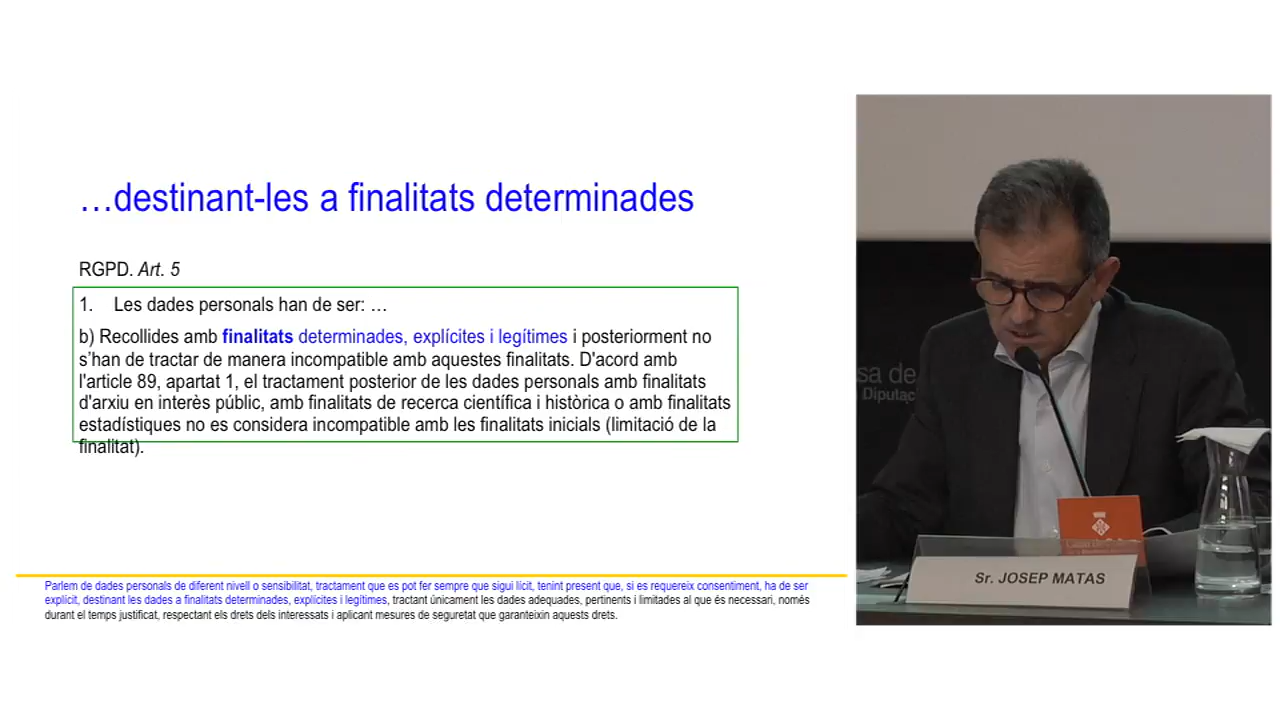 …destinant-les a finalitats determinades
RGPD. Art. 5
1. Les dades personals han de ser: …
b) Recollides amb finalitats determinades, explícites i legítimes i posteriorment no
s’han de tractar de manera incompatible amb aquestes finalitats. D'acord amb
l'article 89, apartat 1, el tractament posterior de les dades personals amb finalitats
d'arxiu en interès públic, amb finalitats de recerca científica i històrica o amb finalitats
estadístiques no es considera incompatible amb les finalitats inicials (limitació de la
finalitat).
Parlem de dades personals de diferent nivell o sensibilitat, tractament que es pot fer sempre que sigui lícit, tenint present que, si es requereix consentiment, ha de ser
explícit, destinant les dades a finalitats determinades, explícites i legítimes, tractant únicament les dades adequades, pertinents i limitades al que és necessari, només
durant el temps justificat, respectant els drets dels interessats i aplicant mesures de seguretat que garanteixin aquests drets.
sa de
Diputac
Sr. JOSEP MATAS